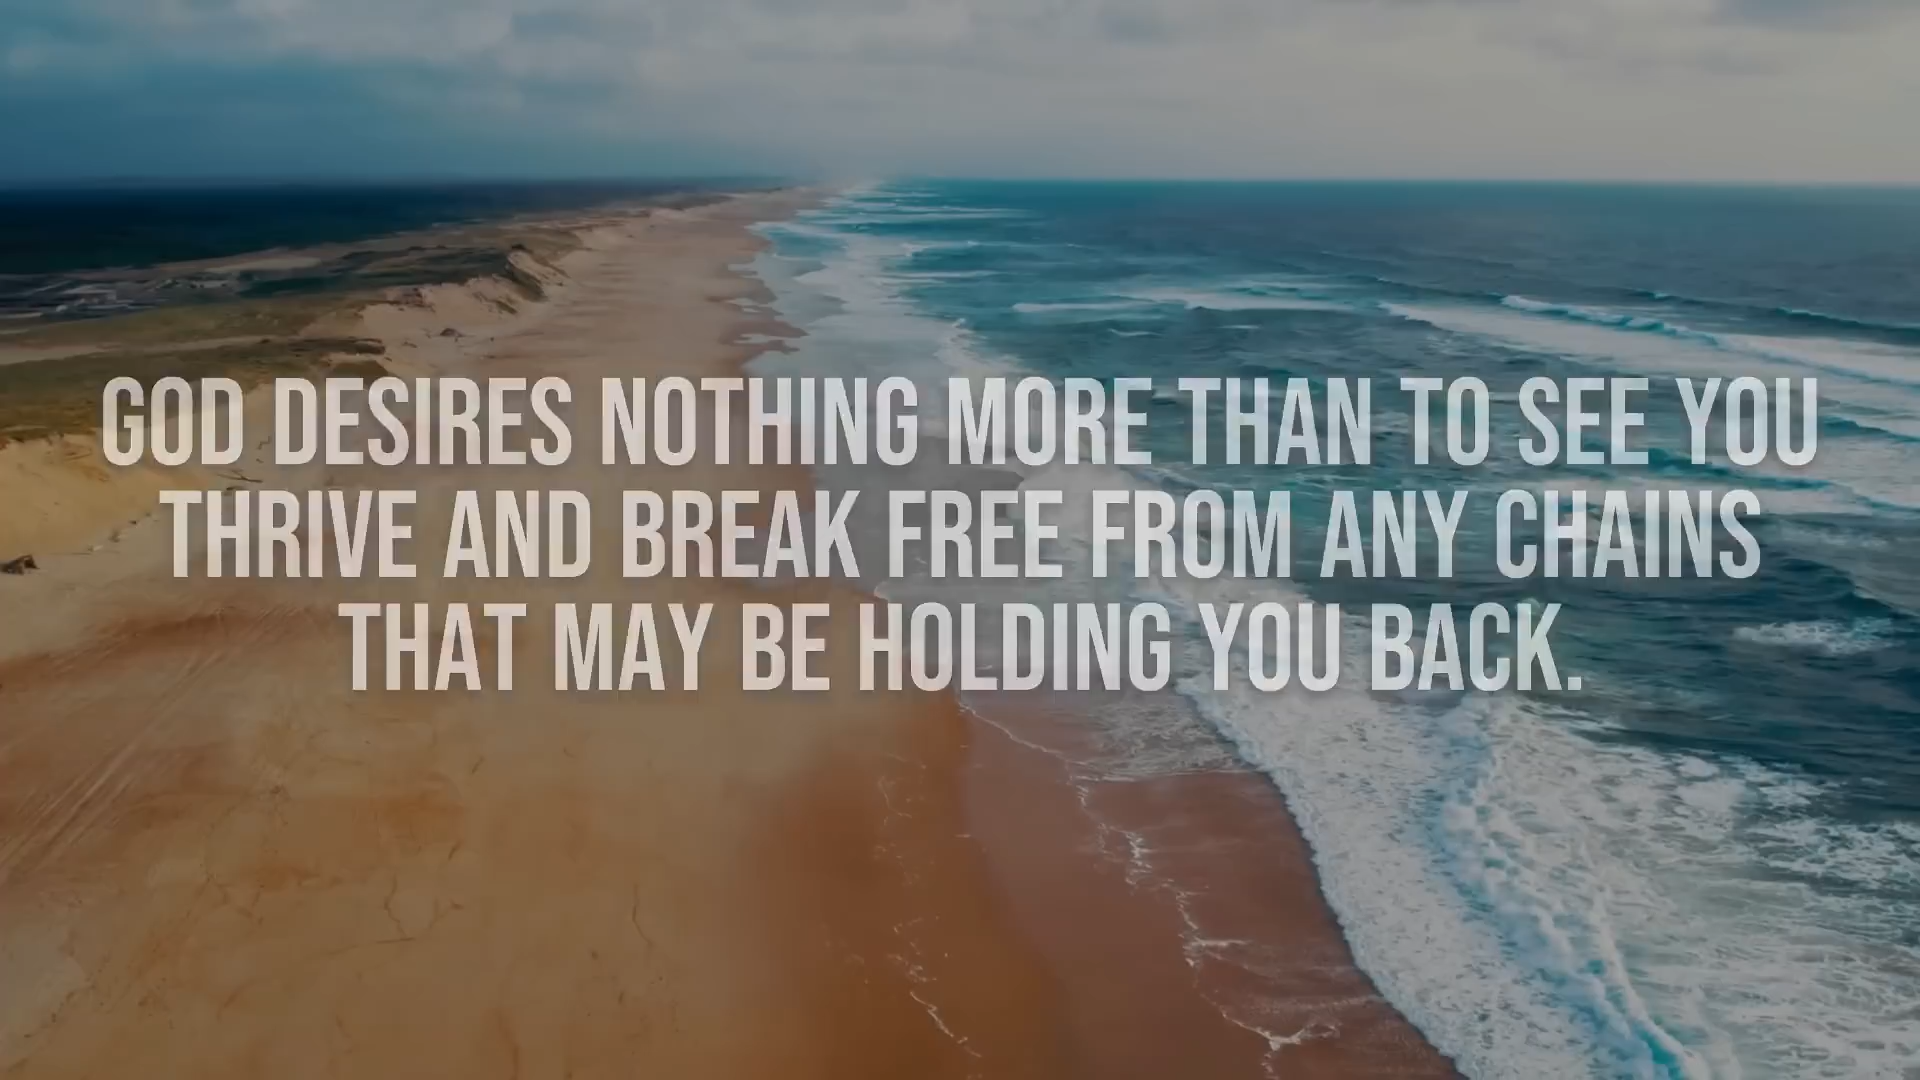 GOD DESIRES NOTHING MORE THAN TO SEE YOU
THRIVE AND BREAK FREE FROM ANY CHAINS
THAT MAY BE HOLDING YOU BACK.